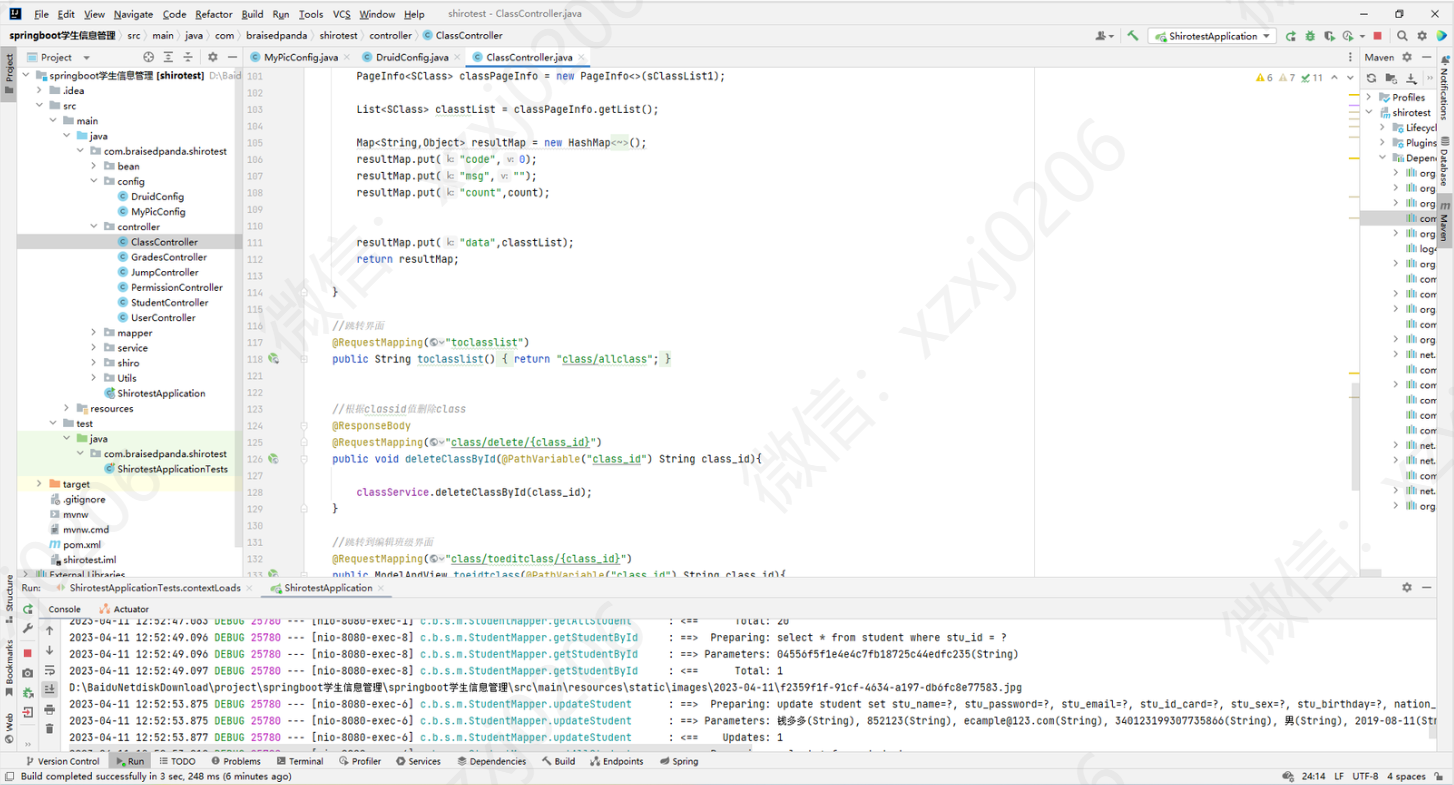 File Edit View Navigate Code Refactor Build Run Tools VCS Window Help shirotest - ClassController.java
springboot学生信息管理 src main java com braisedpanda shirotest controller ClassController ShirotestApplication
Project MyPicConfig.java DruidConfig.java ClassController.java Maven
Project
springboot学生信息管理 [shirotest] D:\Baid
.idea
src
main
java
com.braisedpanda.shirotest
bean
config
DruidConfig
MyPicConfig
controller
ClassController
GradesController
JumpController
PermissionController
StudentController
UserController
mapper
service
shiro
Utils
ShirotestApplication
resources
test
java
com.braisedpanda.shirotest
ShirotestApplicationTests
target
.gitignore
mvnw
mvnw.cmd
pom.xml
shirotest.iml
External Libraries
6 7 11
101 PageInfo<SClass> classPageInfo = new PageInfo<>(sClassList1);
102
103 List<SClass> classtList = classPageInfo.getList();
104
105 Map<String,Object> resultMap = new HashMap<~>();
106 resultMap.put( k: "code", v: 0);
107 resultMap.put( k: "msg", v: "");
108 resultMap.put( k: "count",count);
109
110
111 resultMap.put( k: "data",classtList);
112 return resultMap;
113
114 }
115
116 //跳转界面
117 @RequestMapping("toclasslist")
118 public String toclasslist() { return "class/allclass"; }
121
122
123 //根据classid值删除class
124 @ResponseBody
125 @RequestMapping("class/delete/{class_id}")
126 public void deleteClassById(@PathVariable("class_id") String class_id){
127
128 classService.deleteClassById(class_id);
129 }
130
131 //跳转到编辑班级界面
132 @RequestMapping("class/toeditclass/{class_id}")
133 public ModelAndView toeidtclass(@PathVariable("class_id") String class_id){
Profiles
shirotest
Lifecycl
Plugins
Depen
org
org
org
com
org
log
org
com
com
org
com
org
net.
com
com
com
com
com
net.
net.
com
net.
org
Notifications
Database
Maven
Structure
Bookmarks
Web
Run: ShirotestApplicationTests.contextLoads ShirotestApplication
Console Actuator
2023-04-11 12:52:47.083 DEBUG 25780 --- [nio-8080-exec-1] c.b.s.m.StudentMapper.getAllStudent : <== Total: 20
2023-04-11 12:52:49.096 DEBUG 25780 --- [nio-8080-exec-8] c.b.s.m.StudentMapper.getStudentById : ==> Preparing: select * from student where stu_id = ?
2023-04-11 12:52:49.096 DEBUG 25780 --- [nio-8080-exec-8] c.b.s.m.StudentMapper.getStudentById : ==> Parameters: 04556f5f1e4e4c7fb18725c44edfc235(String)
2023-04-11 12:52:49.097 DEBUG 25780 --- [nio-8080-exec-8] c.b.s.m.StudentMapper.getStudentById : <== Total: 1
D:\BaiduNetdiskDownload\project\springboot学生信息管理\springboot学生信息管理\src\main\resources\static\images\2023-04-11\f2359f1f-91cf-4634-a197-db6fc8e77583.jpg
2023-04-11 12:52:53.875 DEBUG 25780 --- [nio-8080-exec-6] c.b.s.m.StudentMapper.updateStudent : ==> Preparing: update student set stu_name=?, stu_password=?, stu_email=?, stu_id_card=?, stu_sex=?, stu_birthday=?, nation_
2023-04-11 12:52:53.875 DEBUG 25780 --- [nio-8080-exec-6] c.b.s.m.StudentMapper.updateStudent : ==> Parameters: 钱多多(String), 852123(String), ecample@123.com(String), 340123199307735866(String), 男(String), 2019-08-11(Str
2023-04-11 12:52:53.877 DEBUG 25780 --- [nio-8080-exec-6] c.b.s.m.StudentMapper.updateStudent : <== Updates: 1
Version Control Run TODO Problems Terminal Profiler Services Dependencies Build Endpoints Spring
Build completed successfully in 3 sec, 248 ms (6 minutes ago) 24:14 LF UTF-8 4 spaces
微信：xzxj0206
微信：xzxj0206